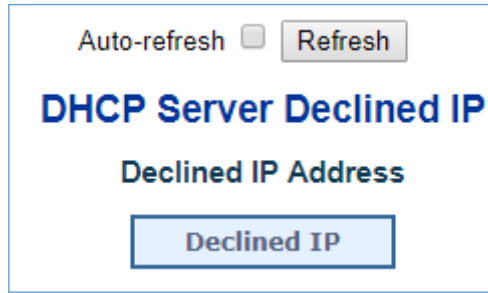 Auto-refresh Refresh
DHCP Server Declined IP
Declined IP Address
Declined IP